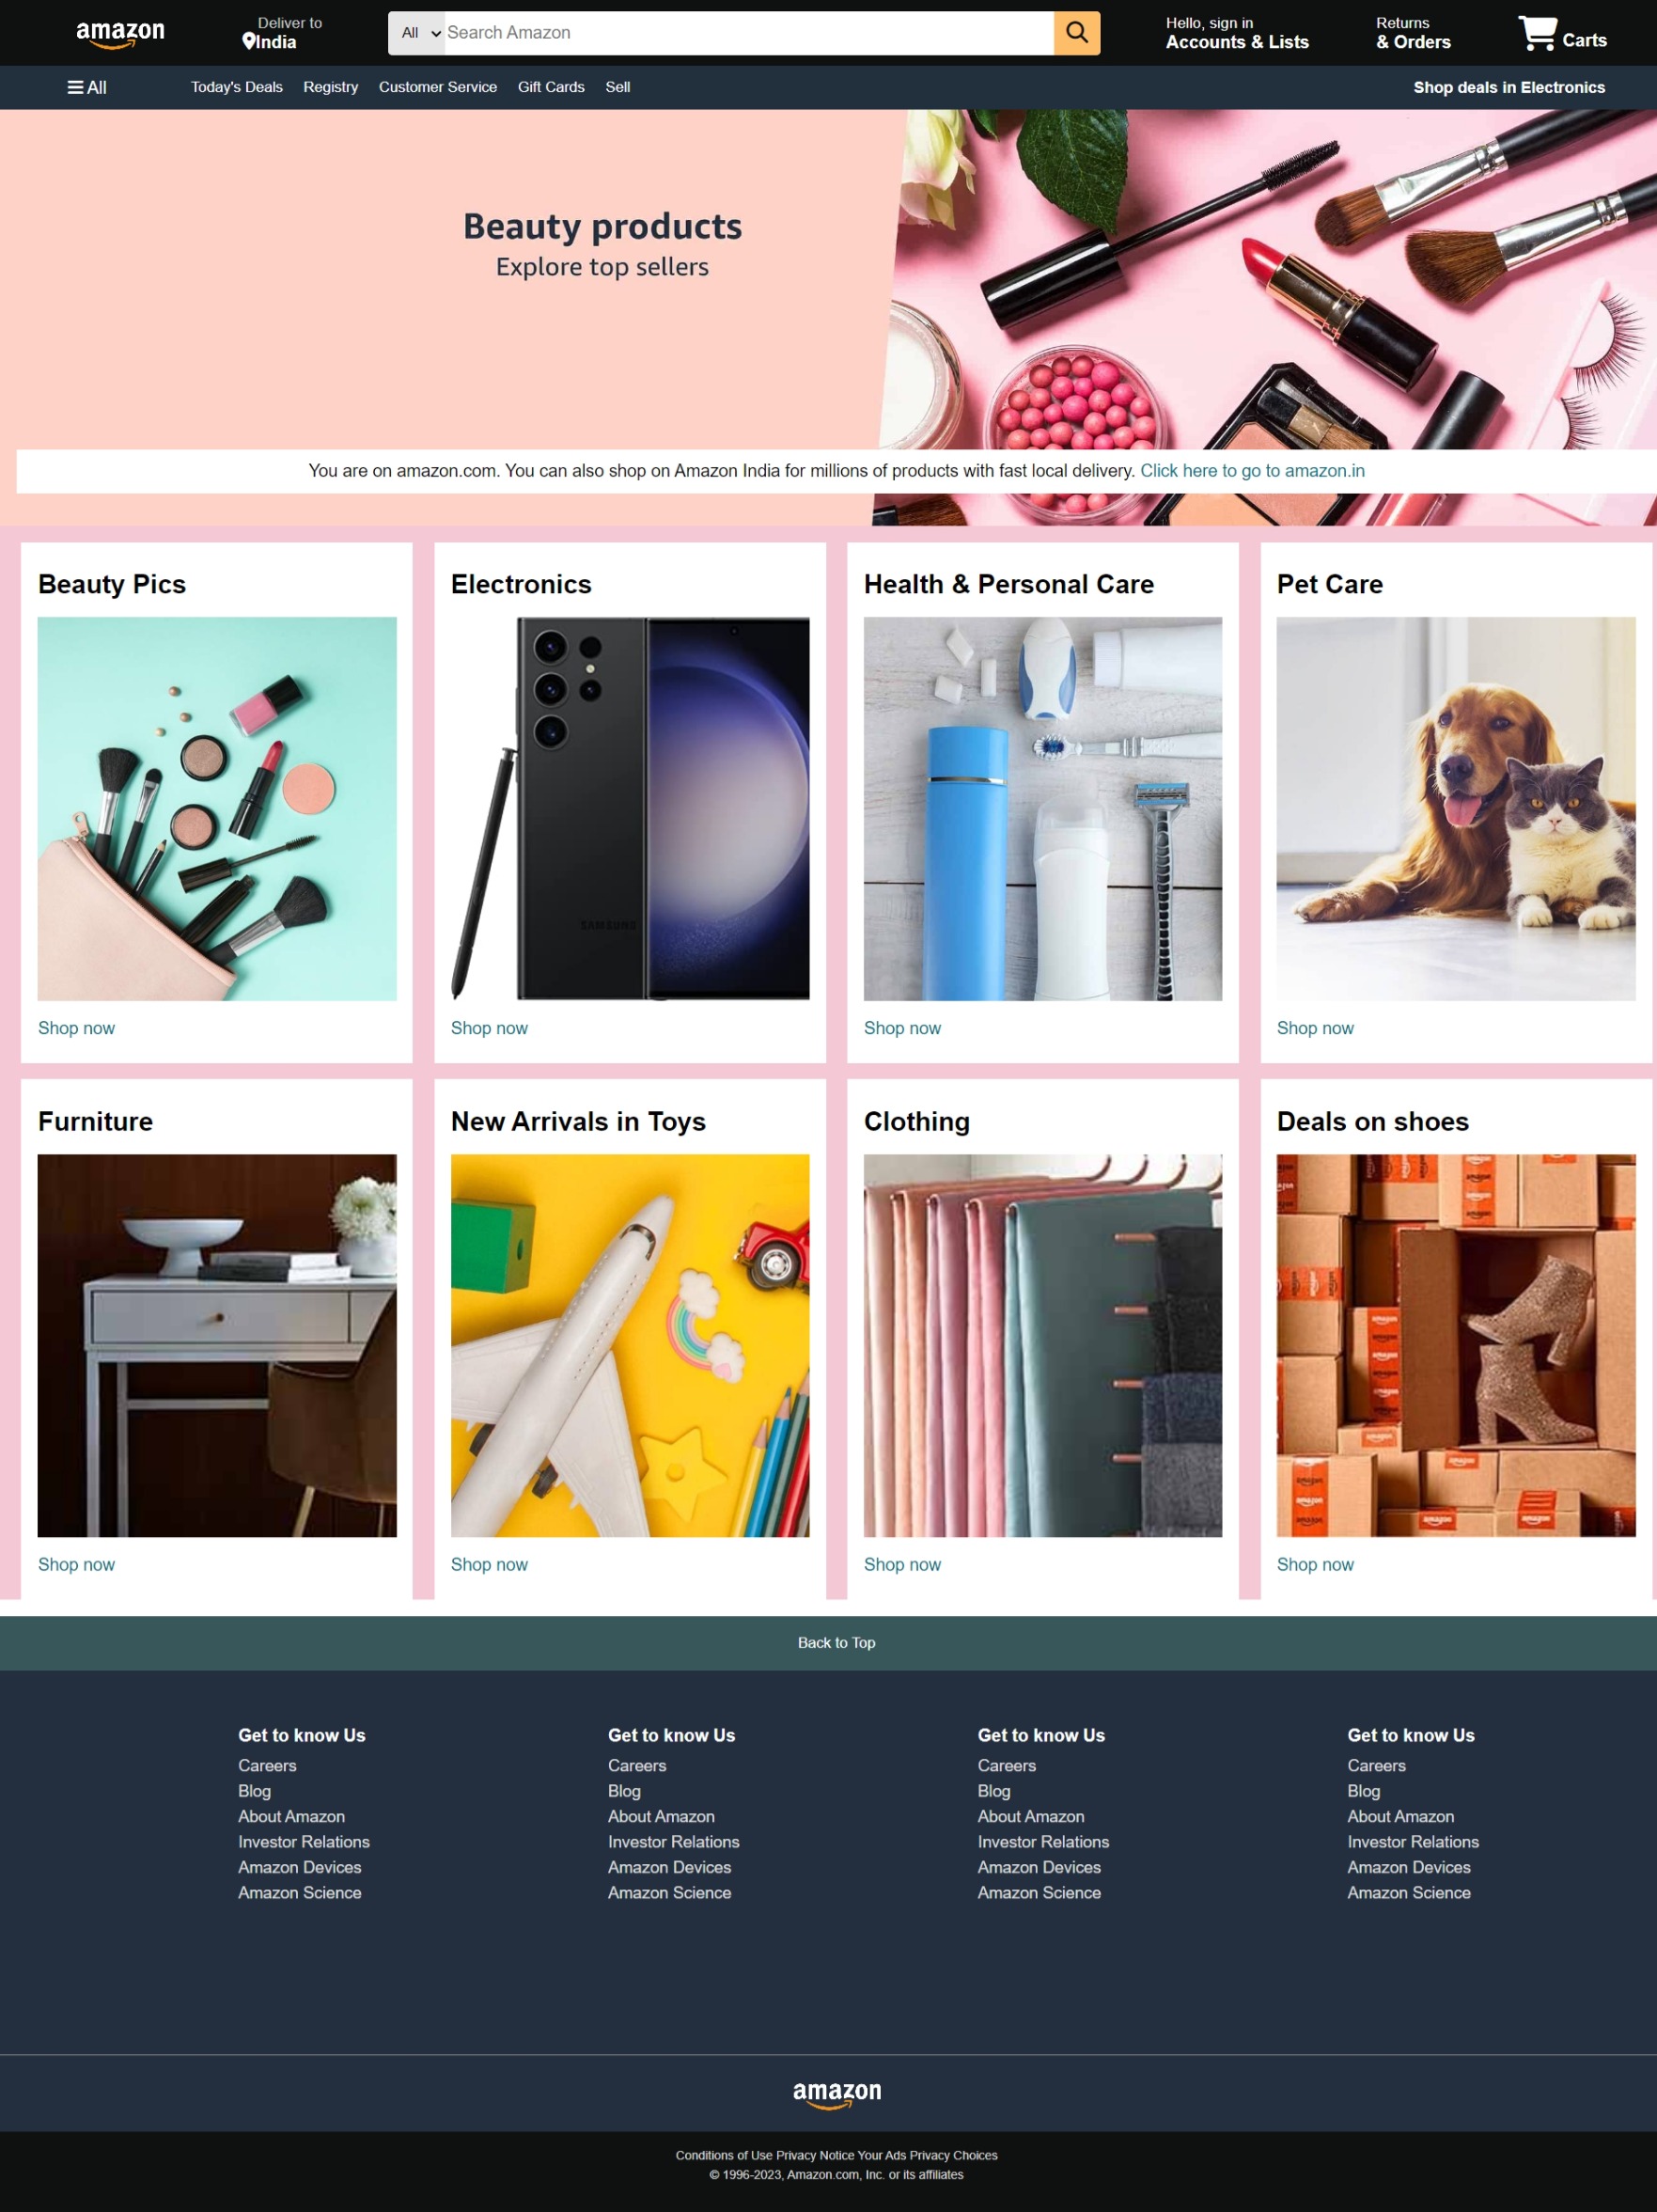 amazon
Deliver to
India
All
Search Amazon
Hello, sign in
Accounts & Lists
Returns
& Orders
Carts
All
Today's Deals
Registry
Customer Service
Gift Cards
Sell
Shop deals in Electronics
Beauty products
Explore top sellers
You are on amazon.com. You can also shop on Amazon India for millions of products with fast local delivery. Click here to go to amazon.in
Beauty Pics
Electronics
Health & Personal Care
Pet Care
SAMSUNG
Shop now
Shop now
Shop now
Shop now
Furniture
New Arrivals in Toys
Clothing
Deals on shoes
amazon
amazon
amazon
amazon
amazon
amazon
Shop now
Shop now
Shop now
Shop now
Back to Top
Get to know Us
Careers
Blog
About Amazon
Investor Relations
Amazon Devices
Amazon Science
Get to know Us
Careers
Blog
About Amazon
Investor Relations
Amazon Devices
Amazon Science
Get to know Us
Careers
Blog
About Amazon
Investor Relations
Amazon Devices
Amazon Science
Get to know Us
Careers
Blog
About Amazon
Investor Relations
Amazon Devices
Amazon Science
amazon
Conditions of Use Privacy Notice Your Ads Privacy Choices
© 1996-2023, Amazon.com, Inc. or its affiliates